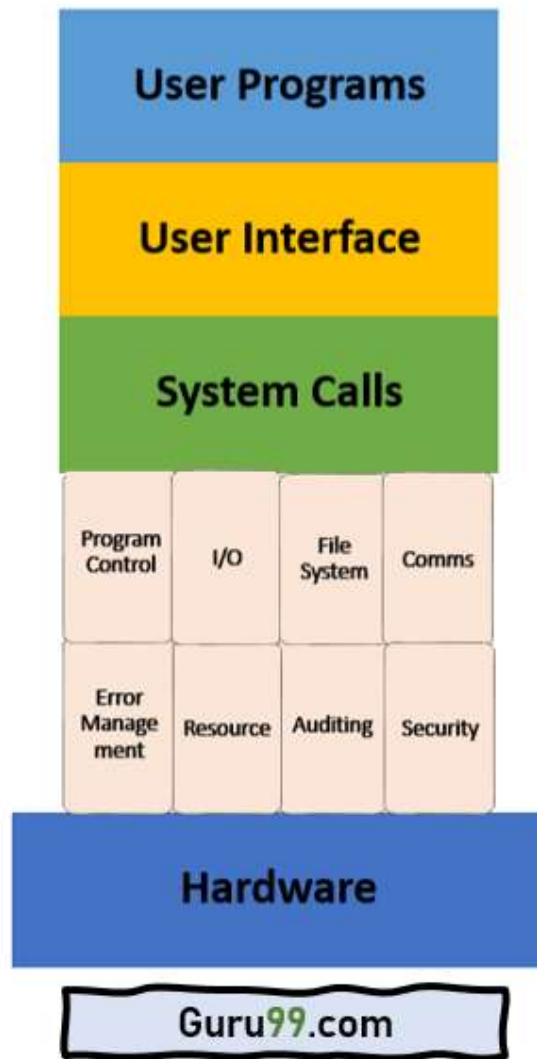 User Programs
User Interface
System Calls
Program
Control
I/O
File
System
Comms
Error
Manage
ment
Resource
Auditing
Security
Hardware
Guru99.com